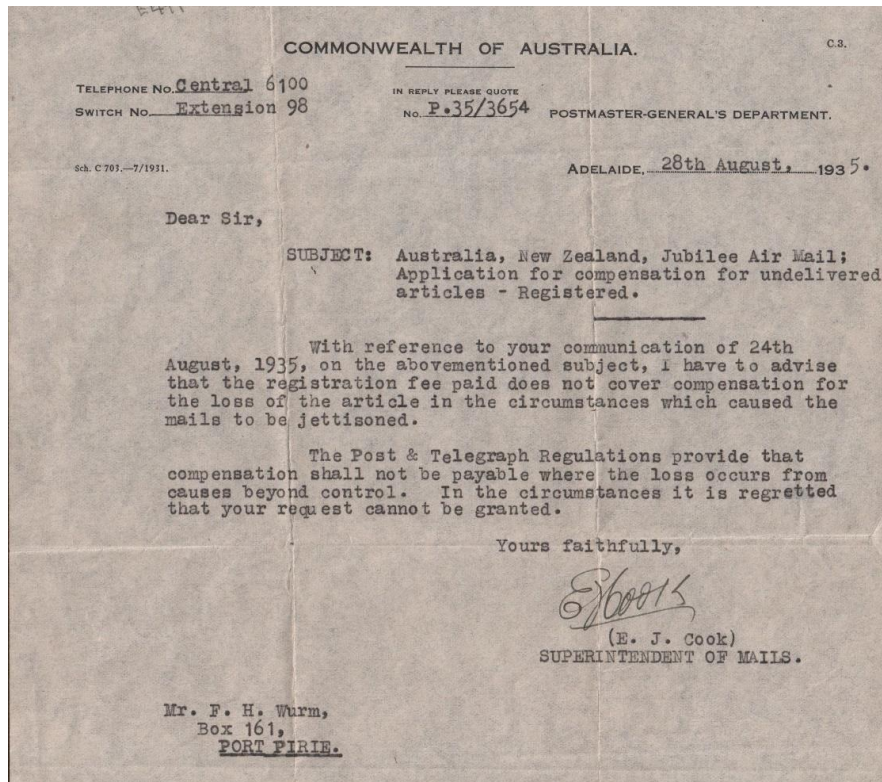 COMMONWEALTH OF AUSTRALIA.
C.3.
TELEPHONE No. Central 6100
SWITCH No. Extension 98
IN REPLY PLEASE QUOTE
No. P.35/3654
POSTMASTER-GENERAL'S DEPARTMENT.
Sch. C 703.—7/1931.
ADELAIDE, 28th August, 1935.
Dear Sir,
SUBJECT: Australia, New Zealand, Jubilee Air Mail;
Application for compensation for undelivered
articles - Registered.
With reference to your communication of 24th
August, 1935, on the abovementioned subject, I have to advise
that the registration fee paid does not cover compensation for
the loss of the article in the circumstances which caused the
mails to be jettisoned.
The Post & Telegraph Regulations provide that
compensation shall not be payable where the loss occurs from
causes beyond control. In the circumstances it is regretted
that your request cannot be granted.
Yours faithfully,
EJCook
(E. J. Cook)
SUPERINTENDENT OF MAILS.
Mr. F. H. Wurm,
Box 161,
PORT PIRIE.